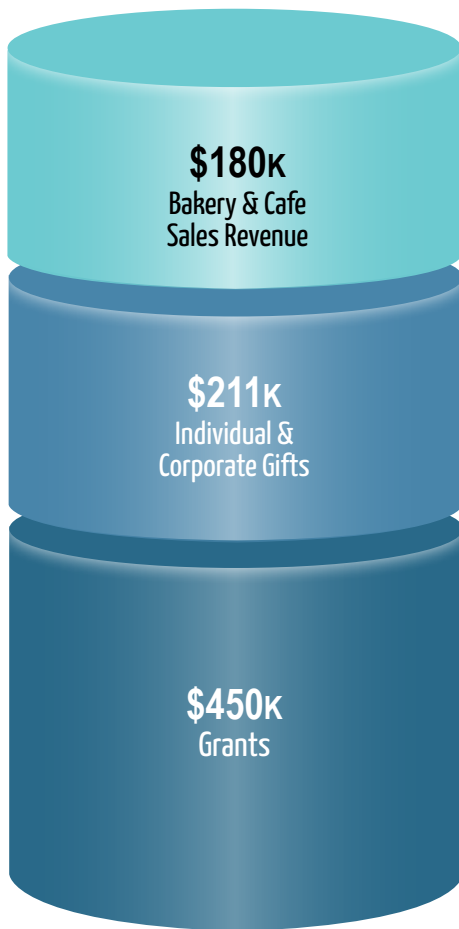 $180K
Bakery & Cafe
Sales Revenue
$211K
Individual &
Corporate Gifts
$450K
Grants